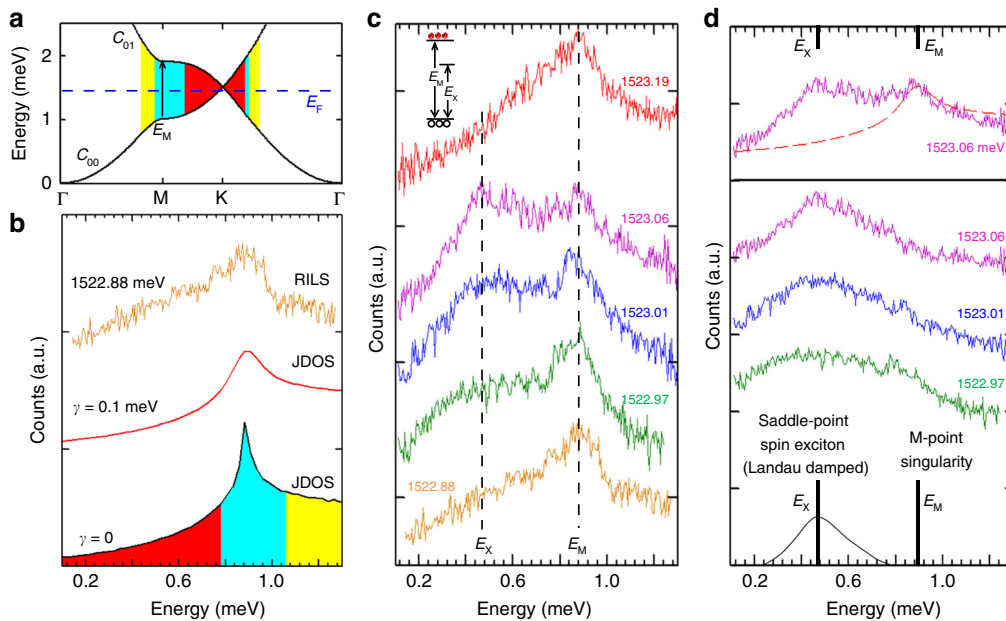 a
Energy (meV)
2
1
0
C01
C00
EM
EF
Γ
M
K
Γ
b
Counts (a.u.)
1522.88 meV
RILS
JDOS
γ = 0.1 meV
JDOS
γ = 0
0.2
0.6
1.0
Energy (meV)
c
Counts (a.u.)
EM
EX
1523.19
1523.06
1523.01
1522.97
1522.88
EX
EM
0.2
0.6
1.0
Energy (meV)
d
Counts (a.u.)
EX
EM
1523.06 meV
1523.06
1523.01
1522.97
Saddle-point
spin exciton
(Landau damped)
M-point
singularity
EX
EM
0.2
0.6
1.0
Energy (meV)